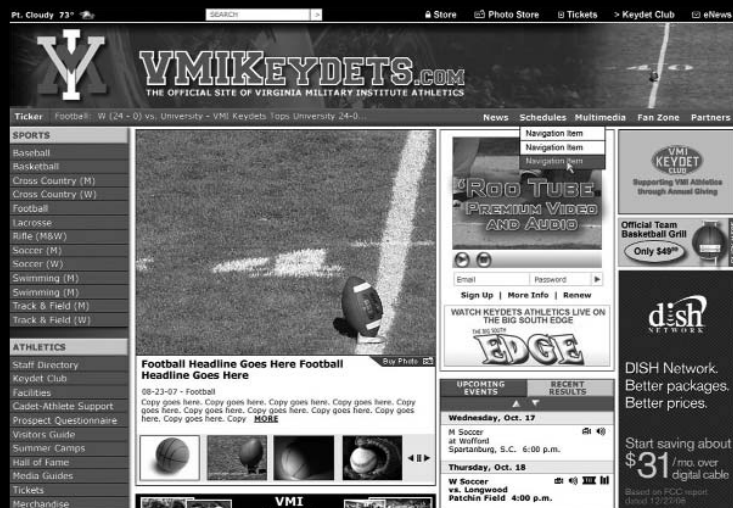 Pt. Cloudy 73°
SEARCH >
Store Photo Store Tickets > Keydet Club eNews
VMI
VMIKEYDETS.COM
THE OFFICIAL SITE OF VIRGINIA MILITARY INSTITUTE ATHLETICS
Ticker Football: W (24 - 0) vs. University - VMI Keydets Tops University 24-0...
News Schedules Multimedia Fan Zone Partners
Navigation Item
Navigation Item
Navigation Item
SPORTS
Baseball
Basketball
Cross Country (M)
Cross Country (W)
Football
Lacrosse
Rifle (M&W)
Soccer (M)
Soccer (W)
Swimming (M)
Swimming (M)
Track & Field (M)
Track & Field (W)
ATHLETICS
Staff Directory
Keydet Club
Facilities
Cadet-Athlete Support
Prospect Questionnaire
Visitors Guide
Summer Camps
Hall of Fame
Media Guides
Tickets
Merchandise
Buy Photo
Football Headline Goes Here Football
Headline Goes Here
08-23-07 - Football
Copy goes here. Copy goes here. Copy goes here. Copy goes here. Copy
goes here. Copy goes here. Copy goes here. Copy goes here. Copy goes
here. Copy goes here. Copy MORE
VMI
ROO TUBE
PREMIUM VIDEO
AND AUDIO
Email Password
Sign Up | More Info | Renew
WATCH KEYDETS ATHLETICS LIVE ON
THE BIG SOUTH EDGE
THE BIG SOUTH
EDGE
UPCOMING
EVENTS
RECENT
RESULTS
Wednesday, Oct. 17
M Soccer
at Wofford
Spartanburg, S.C. 6:00 p.m.
Thursday, Oct. 18
W Soccer
vs. Longwood
Patchin Field 4:00 p.m.
VMI
KEYDET
CLUB
Supporting VMI Athletics
through Annual Giving
Official Team
Basketball Grill
Only $49
dish
NETWORK
DISH Network.
Better packages.
Better prices.
Start saving about
$31 /mo. over
digital cable
Based on FCC report
dated 12/27/06